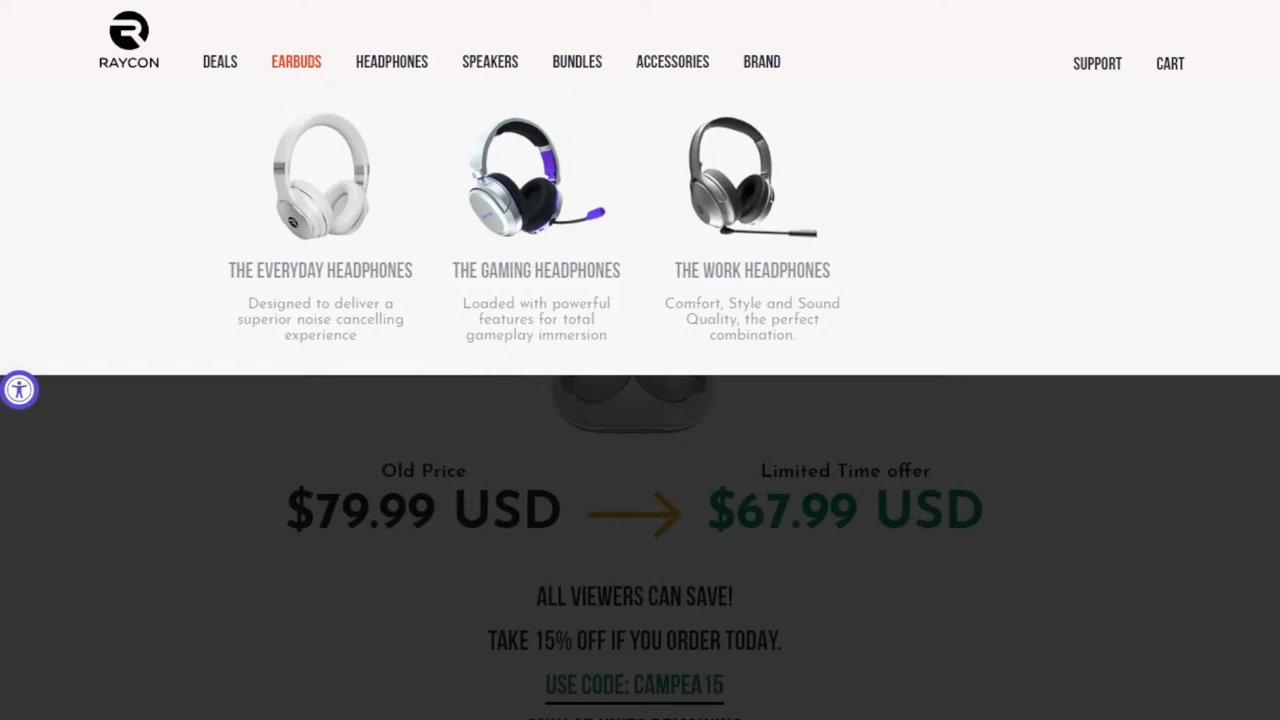 RAYCON
DEALS EARBUDS HEADPHONES SPEAKERS BUNDLES ACCESSORIES BRAND SUPPORT CART
THE EVERYDAY HEADPHONES
Designed to deliver a
superior noise cancelling
experience
THE GAMING HEADPHONES
Loaded with powerful
features for total
gameplay immersion
THE WORK HEADPHONES
Comfort, Style and Sound
Quality, the perfect
combination.
Old Price
$79.99 USD
Limited Time offer
$67.99 USD
ALL VIEWERS CAN SAVE!
TAKE 15% OFF IF YOU ORDER TODAY.
USE CODE: CAMPEA15